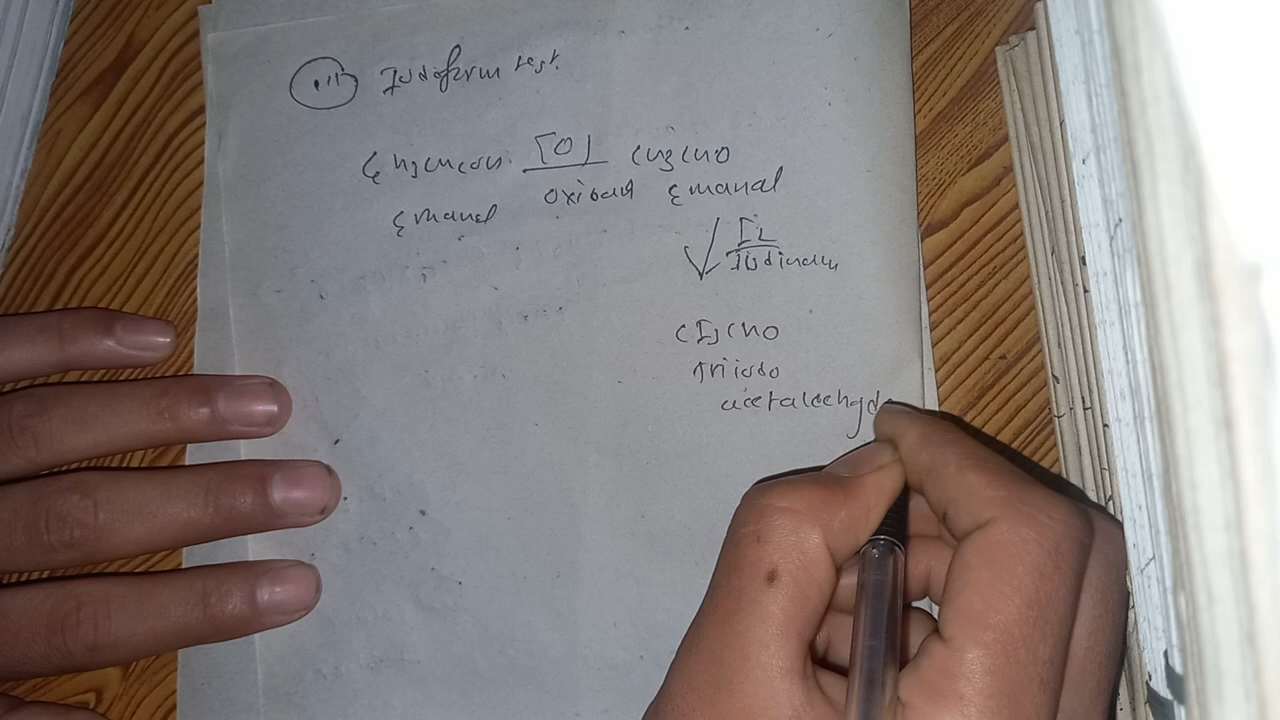 (iii) Iodoform test.
CH3CH2OH. [O] CH3CHO
Ethanol oxidant Ethanal
I2
Iodination
CI3CHO
triiodo
acetaldehyde